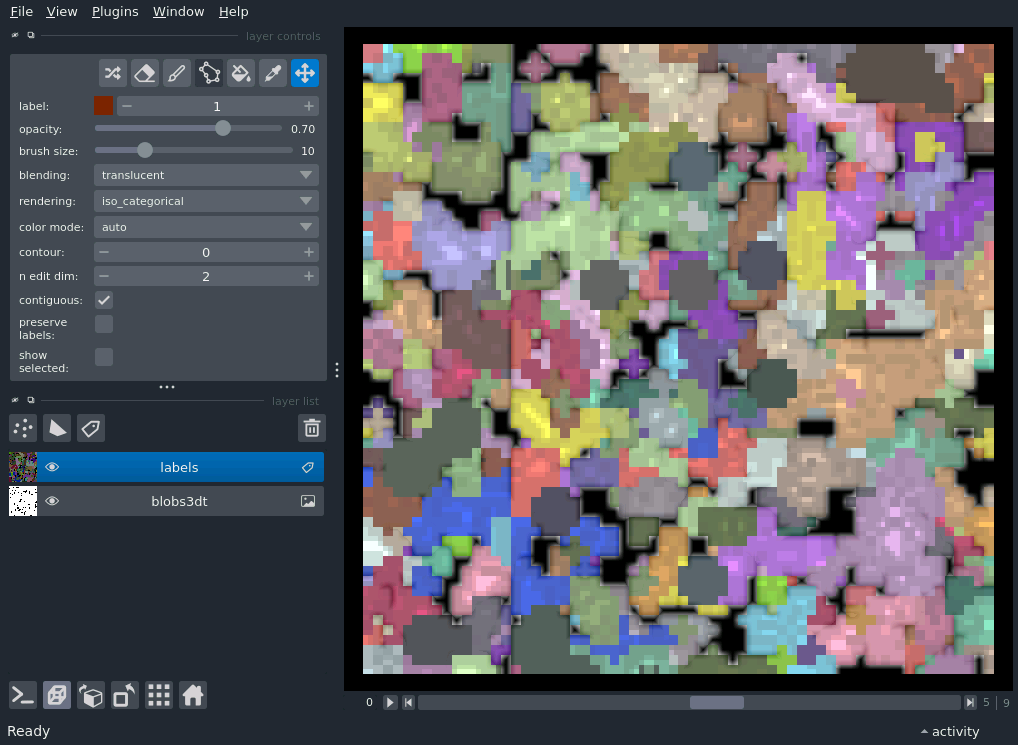 File View Plugins Window Help
layer controls
label: 1
opacity: 0.70
brush size: 10
blending: translucent
rendering: iso_categorical
color mode: auto
contour: 0
n edit dim: 2
contiguous:
preserve
labels:
show
selected:
layer list
labels
blobs3dt
0 5 9
Ready activity